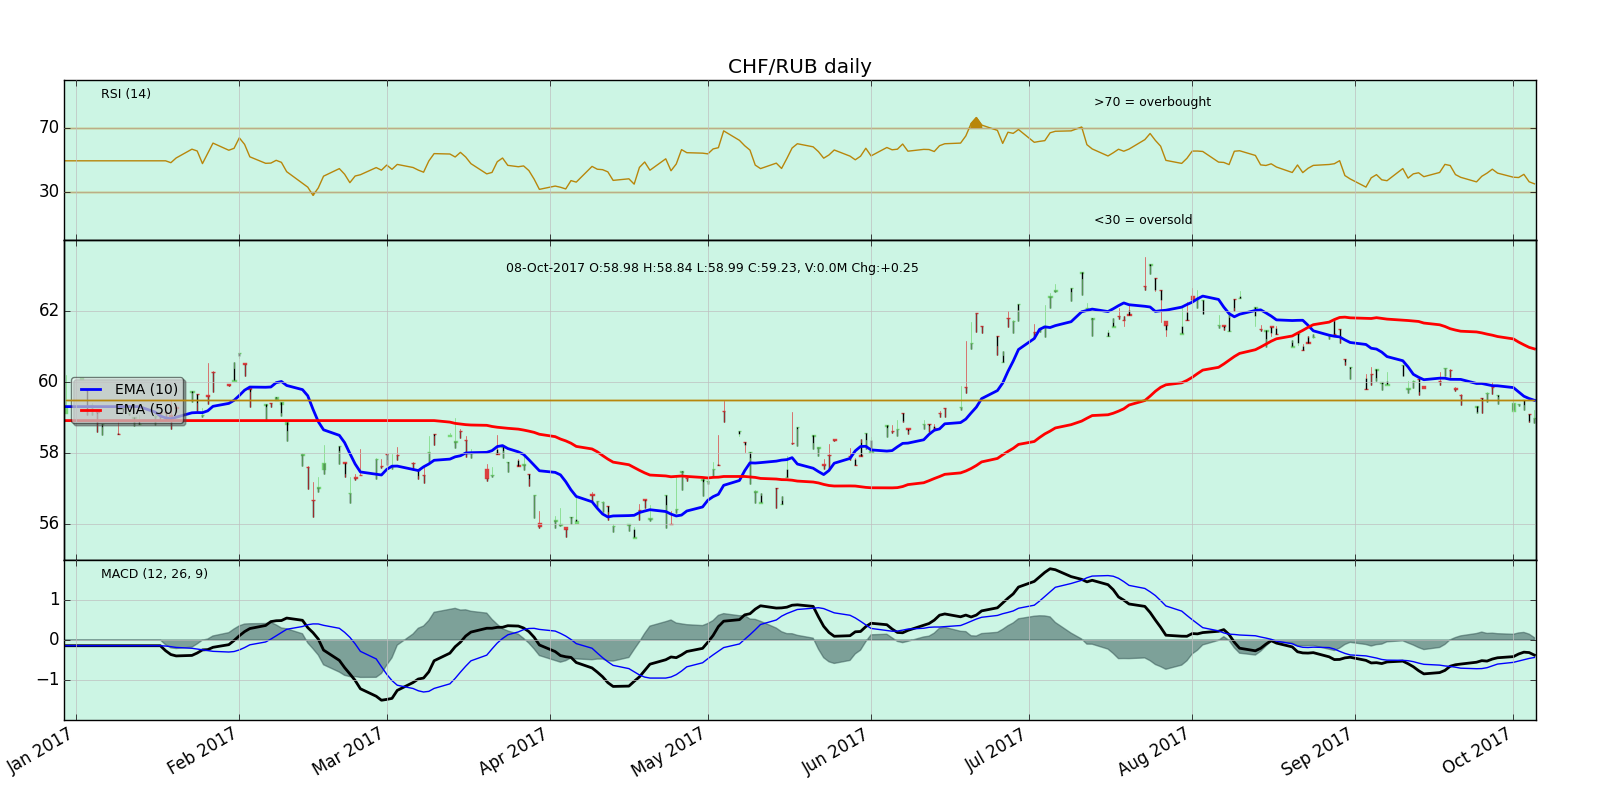 CHF/RUB daily
RSI (14)
>70 = overbought
70
30
<30 = oversold
08-Oct-2017 O:58.98 H:58.84 L:58.99 C:59.23, V:0.0M Chg:+0.25
62
60
58
56
EMA (10)
EMA (50)
MACD (12, 26, 9)
1
0
−1
Jan 2017
Feb 2017
Mar 2017
Apr 2017
May 2017
Jun 2017
Jul 2017
Aug 2017
Sep 2017
Oct 2017